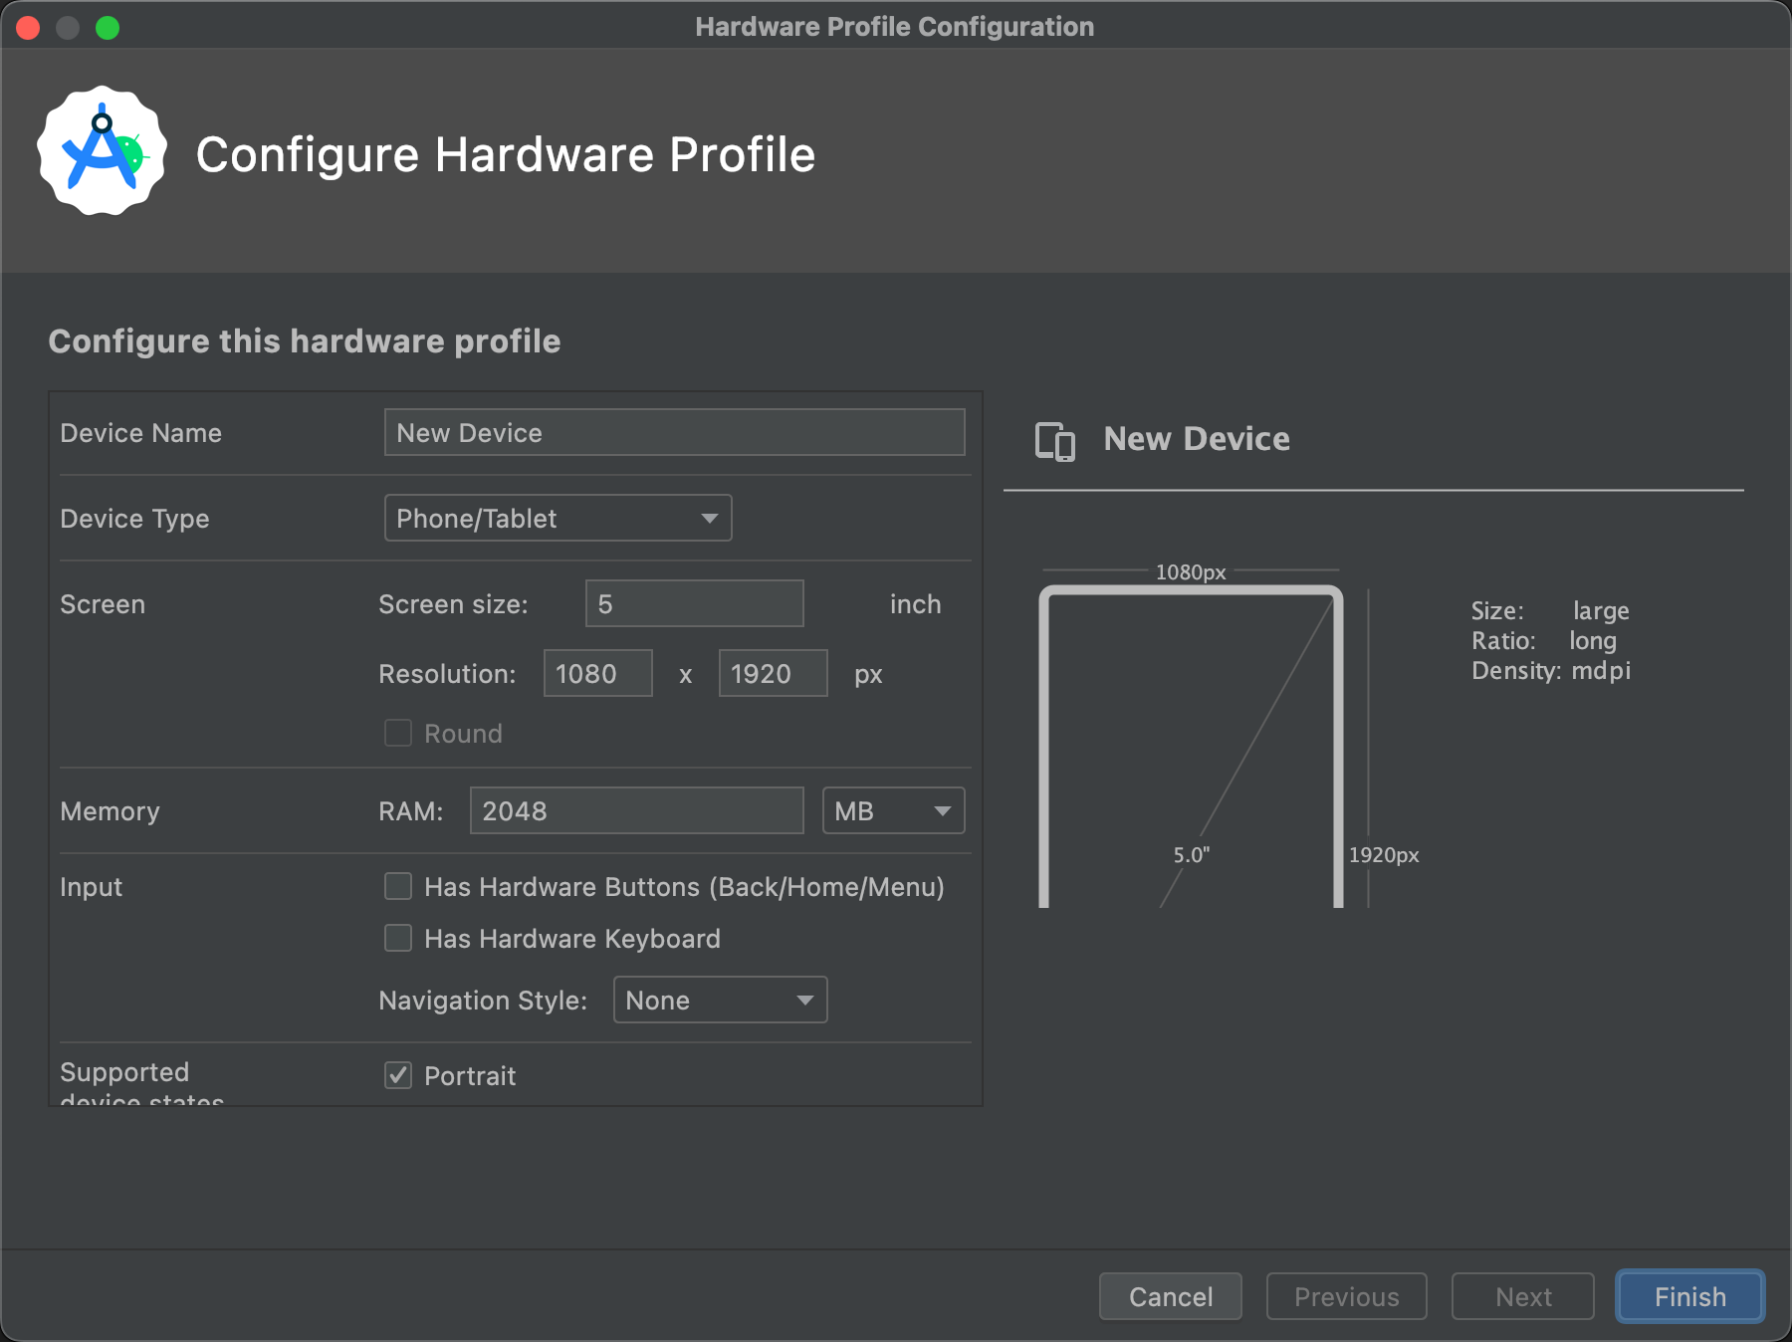 Hardware Profile Configuration
Configure Hardware Profile
Configure this hardware profile
Device Name New Device
Device Type Phone/Tablet
Screen Screen size: 5 inch
Resolution: 1080 x 1920 px
Round
Memory RAM: 2048 MB
Input Has Hardware Buttons (Back/Home/Menu)
Has Hardware Keyboard
Navigation Style: None
Supported Portrait
device states
New Device
1080px
5.0"
1920px
Size: large
Ratio: long
Density: mdpi
Cancel Previous Next Finish